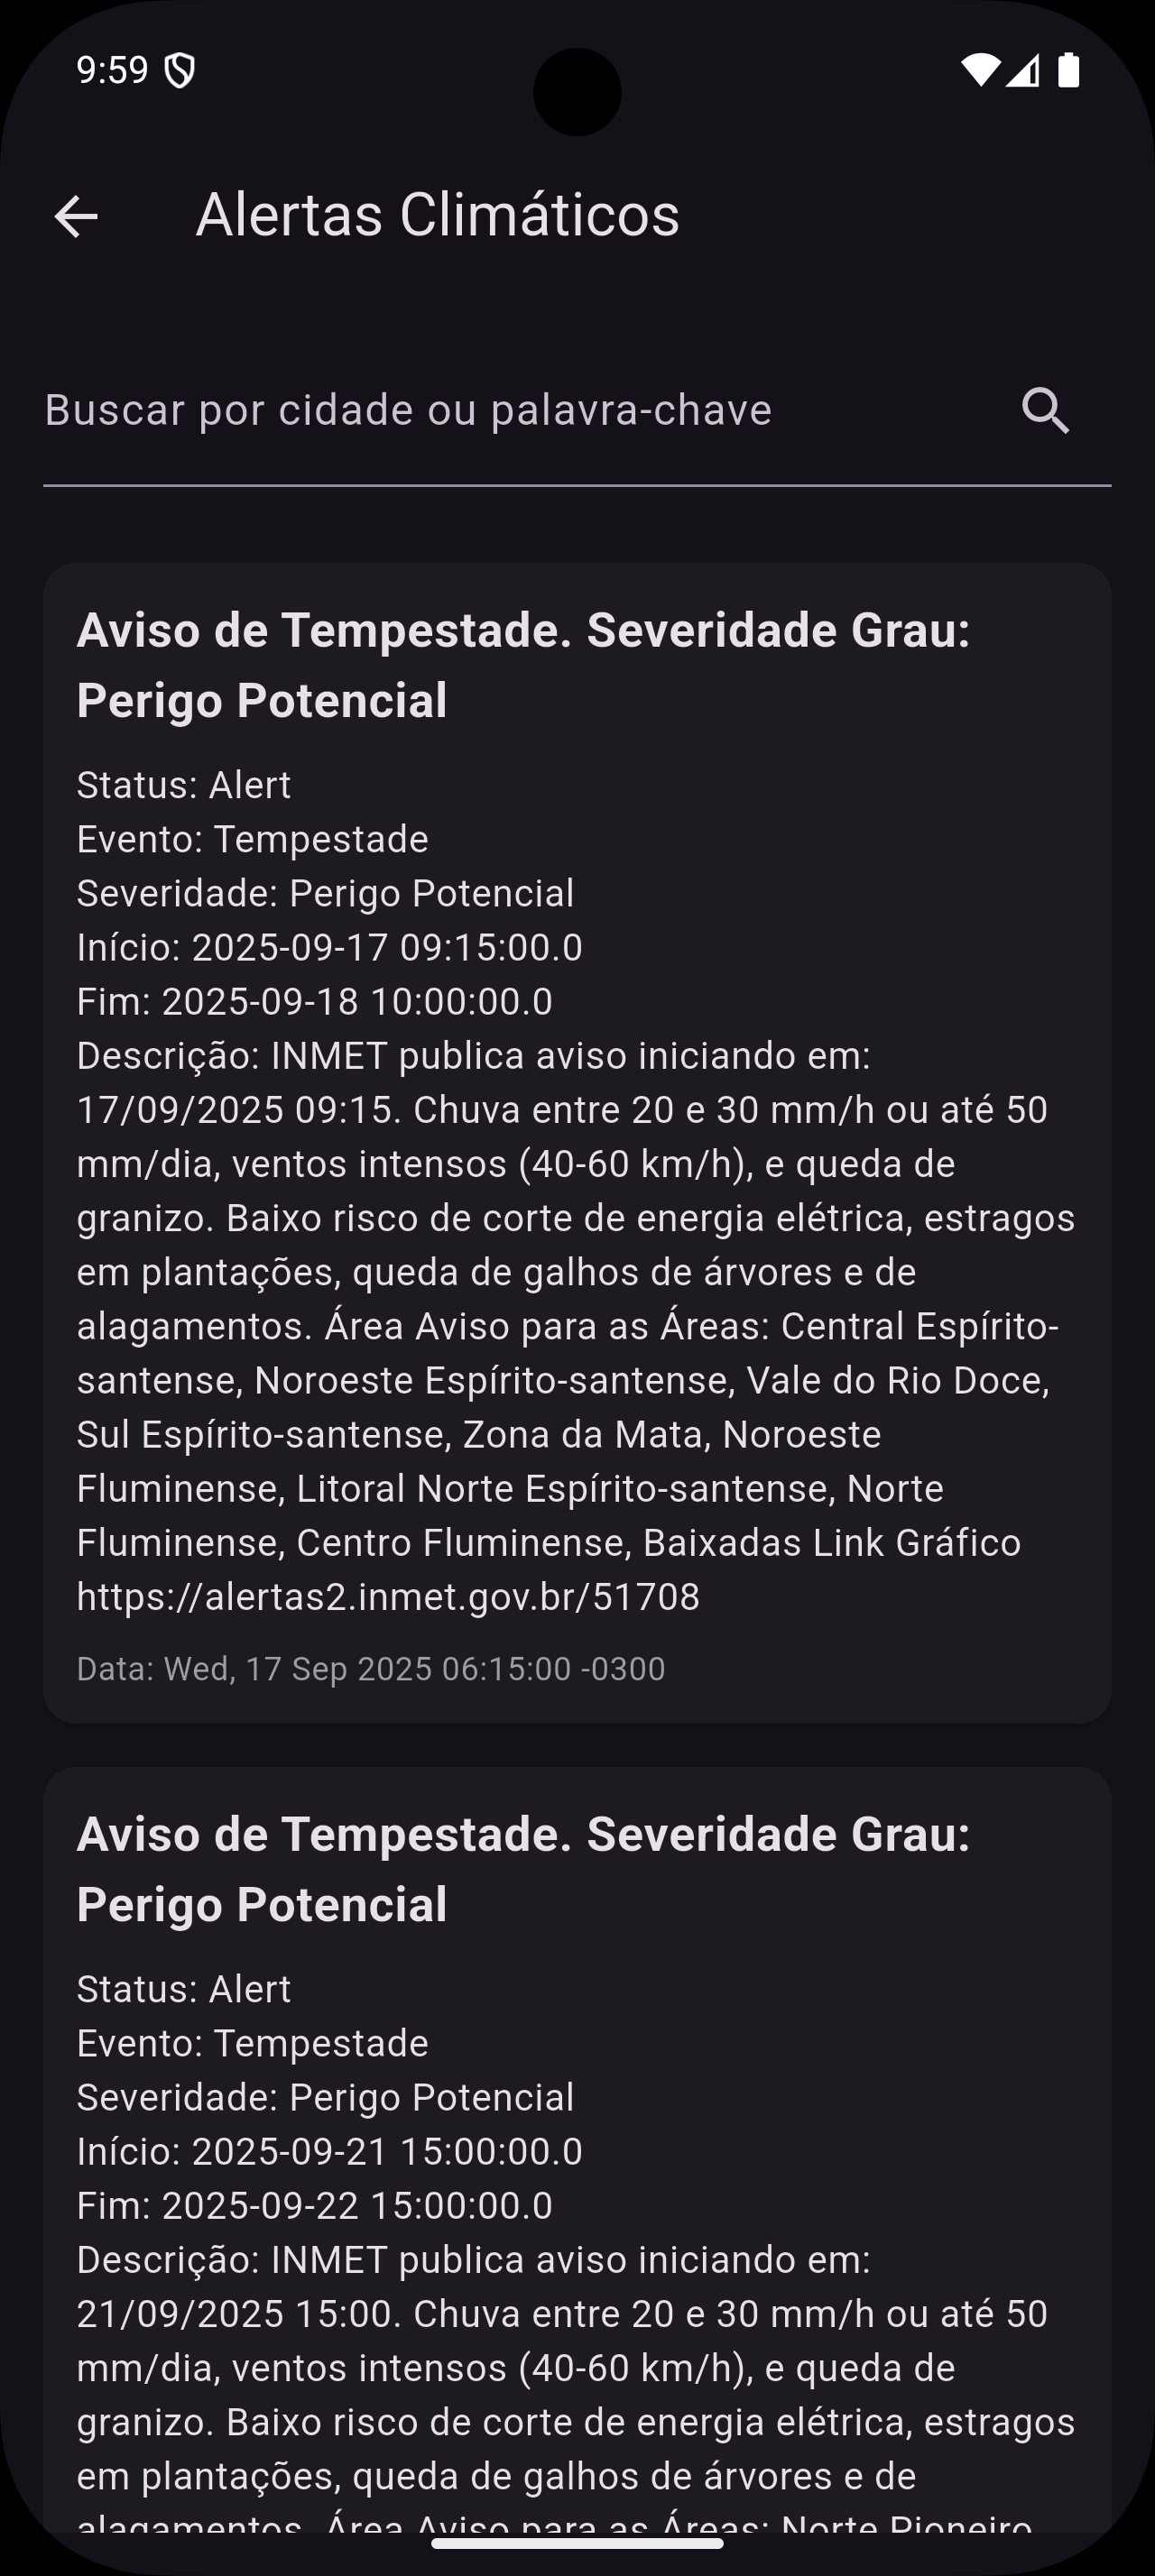 9:59
Alertas Climáticos
Buscar por cidade ou palavra-chave
Aviso de Tempestade. Severidade Grau:
Perigo Potencial
Status: Alert
Evento: Tempestade
Severidade: Perigo Potencial
Início: 2025-09-17 09:15:00.0
Fim: 2025-09-18 10:00:00.0
Descrição: INMET publica aviso iniciando em:
17/09/2025 09:15. Chuva entre 20 e 30 mm/h ou até 50
mm/dia, ventos intensos (40-60 km/h), e queda de
granizo. Baixo risco de corte de energia elétrica, estragos
em plantações, queda de galhos de árvores e de
alagamentos. Área Aviso para as Áreas: Central Espírito-
santense, Noroeste Espírito-santense, Vale do Rio Doce,
Sul Espírito-santense, Zona da Mata, Noroeste
Fluminense, Litoral Norte Espírito-santense, Norte
Fluminense, Centro Fluminense, Baixadas Link Gráfico
https://alertas2.inmet.gov.br/51708
Data: Wed, 17 Sep 2025 06:15:00 -0300
Aviso de Tempestade. Severidade Grau:
Perigo Potencial
Status: Alert
Evento: Tempestade
Severidade: Perigo Potencial
Início: 2025-09-21 15:00:00.0
Fim: 2025-09-22 15:00:00.0
Descrição: INMET publica aviso iniciando em:
21/09/2025 15:00. Chuva entre 20 e 30 mm/h ou até 50
mm/dia, ventos intensos (40-60 km/h), e queda de
granizo. Baixo risco de corte de energia elétrica, estragos
em plantações, queda de galhos de árvores e de
alagamentos. Área Aviso para as Áreas: Norte Pioneiro